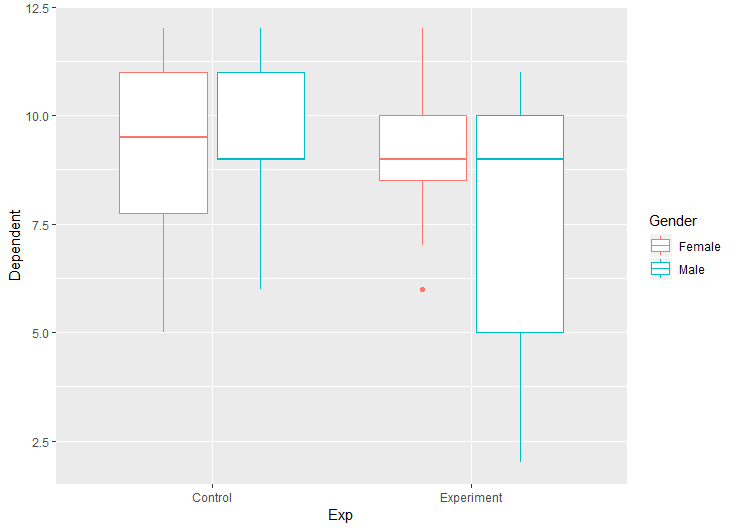 12.5
10.0
7.5
5.0
2.5
Dependent
Control Experiment
Exp
Gender
Female
Male